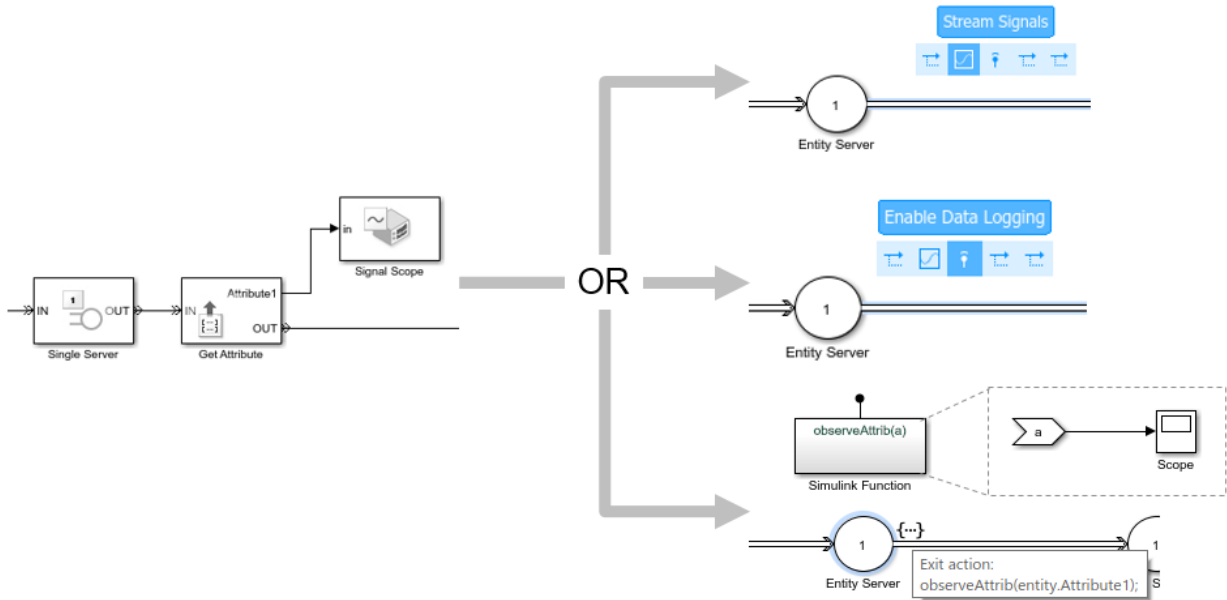 Stream Signals
1
Entity Server
in
Signal Scope
IN
1
OUT
Single Server
IN
Attribute1
OUT
Get Attribute
OR
Enable Data Logging
1
Entity Server
observeAttrib(a)
Simulink Function
a
Scope
1
{...}
Entity Server
1
S
Exit action:
observeAttrib(entity.Attribute1);